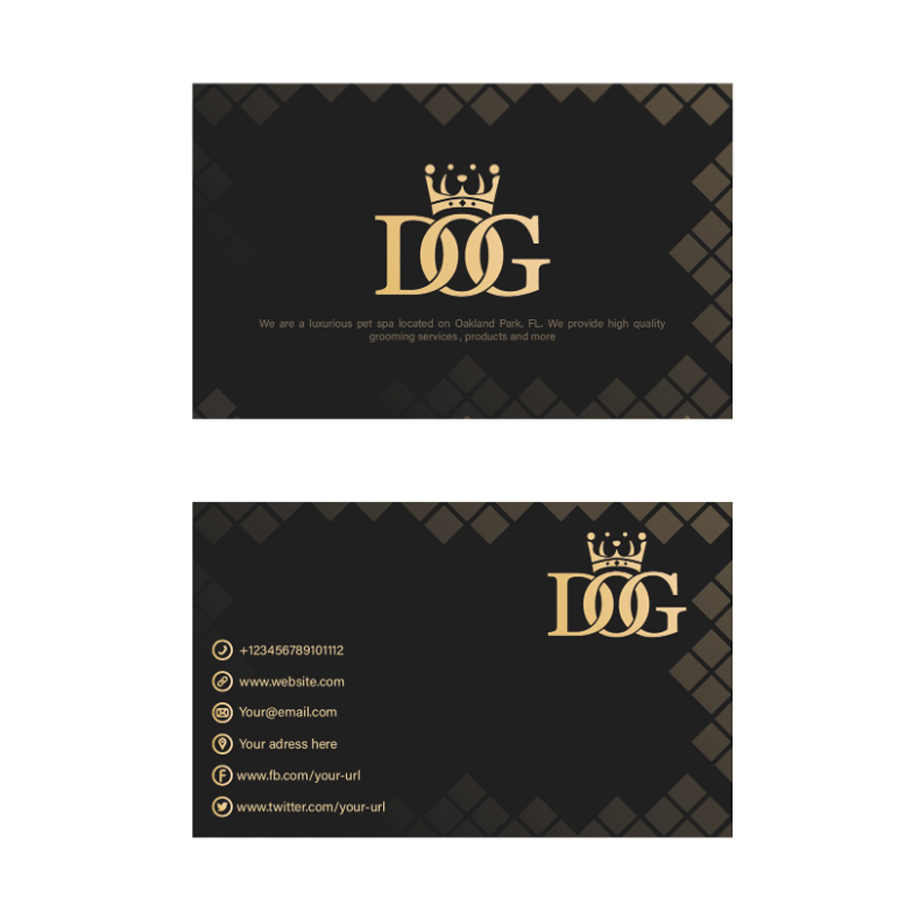 DOG
We are a luxurious pet spa located on Oakland Park, FL. We provide high quality
grooming services, products and more
DOG
+123456789101112
www.website.com
Your@email.com
Your adress here
www.fb.com/your-url
www.twitter.com/your-url